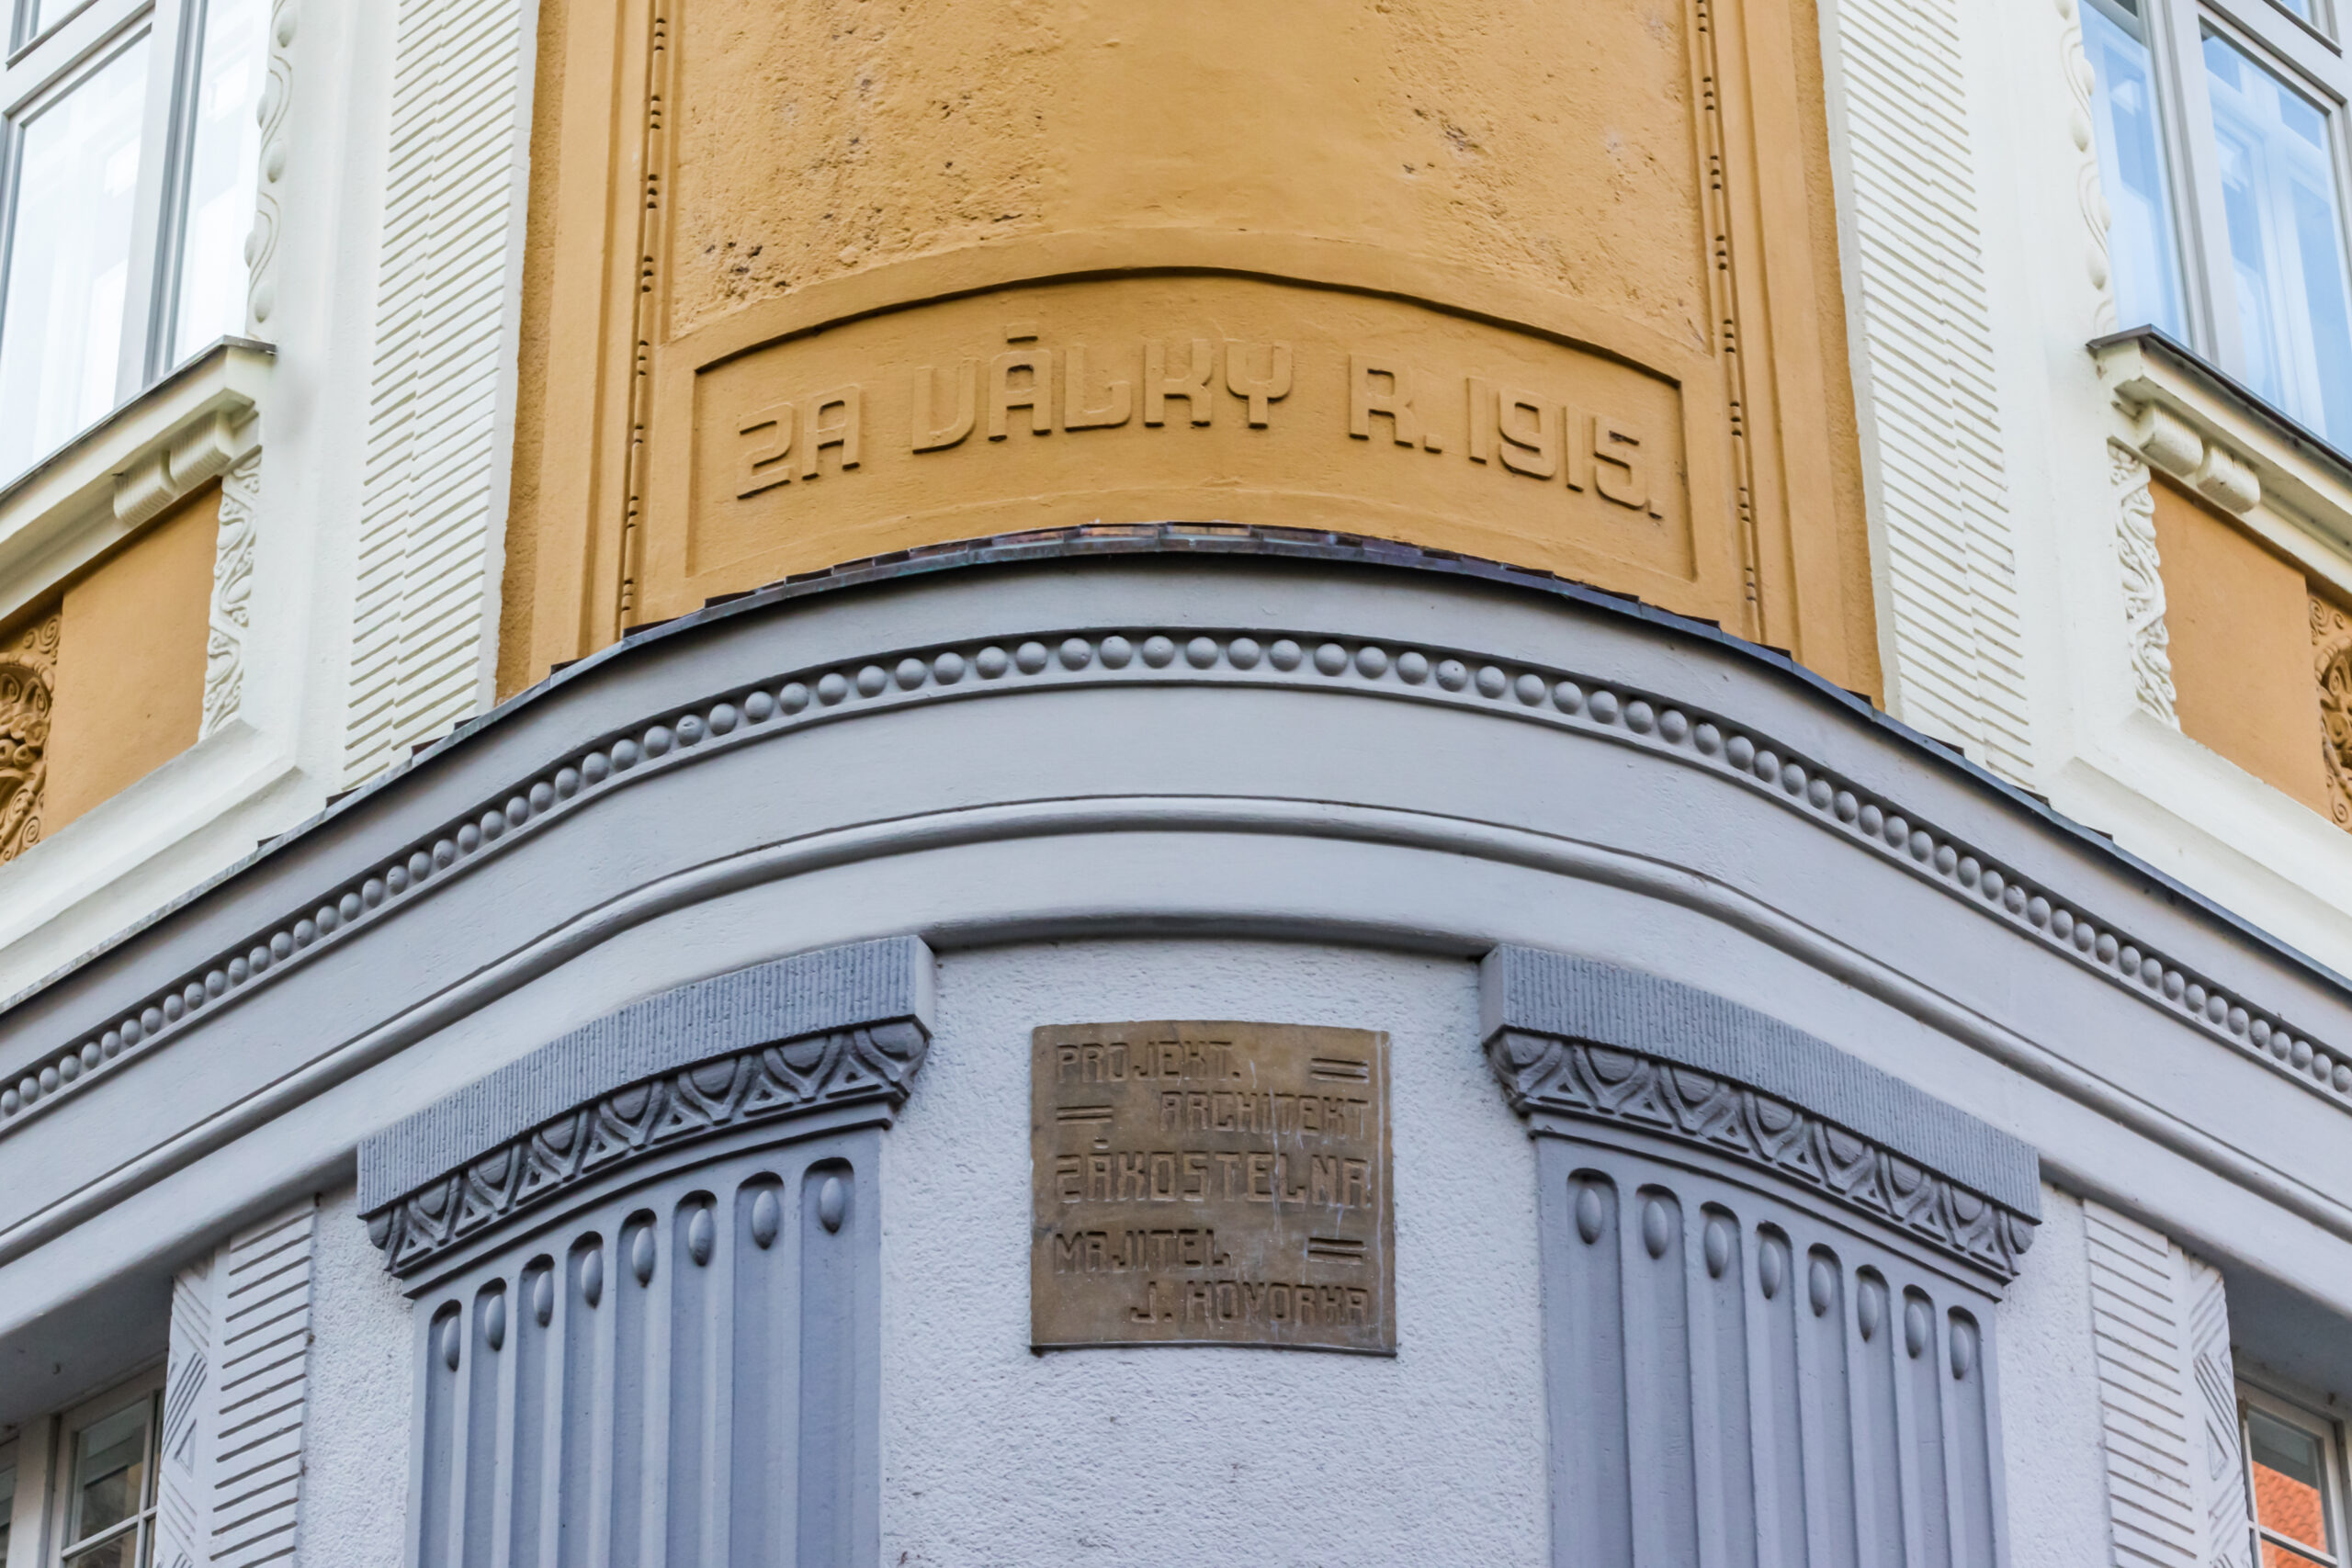 ZA VÁLKY R. 1915.
PROJEKT. =
= ARCHITEKT
ZÁKOSTELNA
MAJITEL =
J. HOVORKA